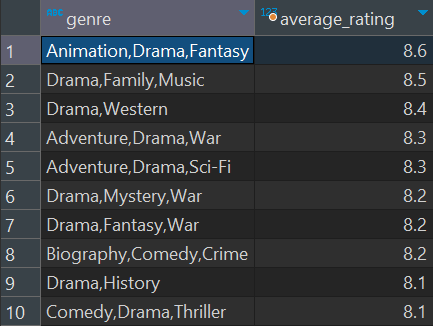 ABC genre 123 average_rating
1 Animation,Drama,Fantasy 8.6
2 Drama,Family,Music 8.5
3 Drama,Western 8.4
4 Adventure,Drama,War 8.3
5 Adventure,Drama,Sci-Fi 8.3
6 Drama,Mystery,War 8.2
7 Drama,Fantasy,War 8.2
8 Biography,Comedy,Crime 8.2
9 Drama,History 8.1
10 Comedy,Drama,Thriller 8.1